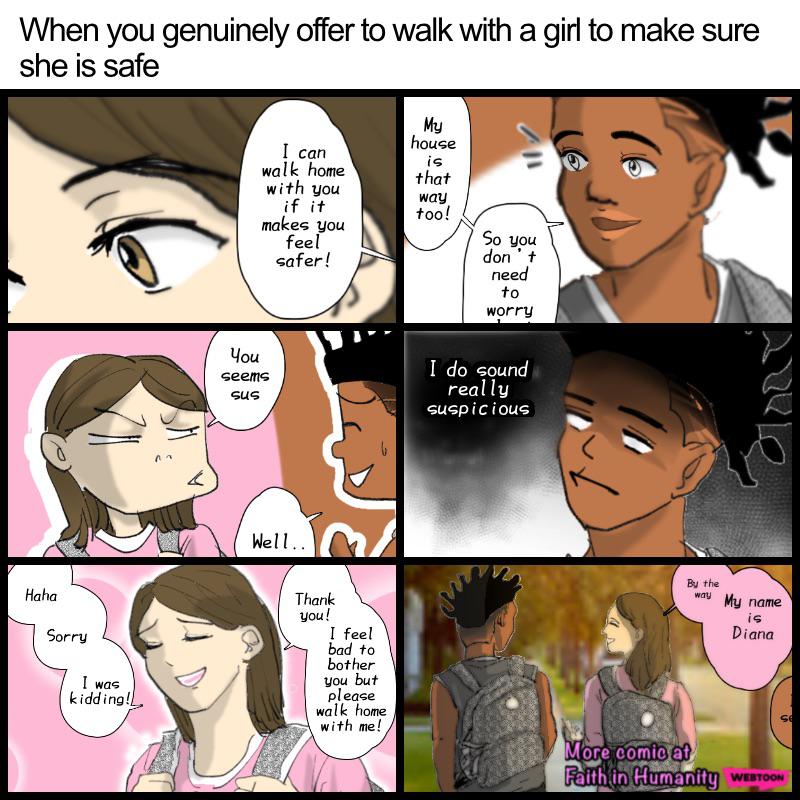 When you genuinely offer to walk with a girl to make sure
she is safe
I can
walk home
with you
if it
makes you
feel
safer!
My
house
is
that
way
too!
So you
don't
need
to
worry
You
seems
sus
Well..
I do sound
really
suspicious
Haha
Sorry
I was
kidding!
Thank
you!
I feel
bad to
bother
you but
please
walk home
with me!
By the
way
My name
is
Diana
More comic at
Faith in Humanity
WEBTOON